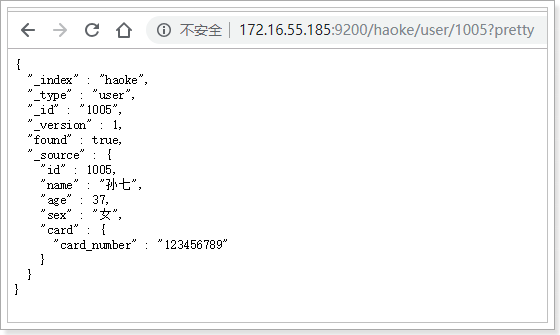 不安全 | 172.16.55.185:9200/haoke/user/1005?pretty
{
  "_index" : "haoke",
  "_type" : "user",
  "_id" : "1005",
  "_version" : 1,
  "found" : true,
  "_source" : {
    "id" : 1005,
    "name" : "孙七",
    "age" : 37,
    "sex" : "女",
    "card" : {
      "card_number" : "123456789"
    }
  }
}